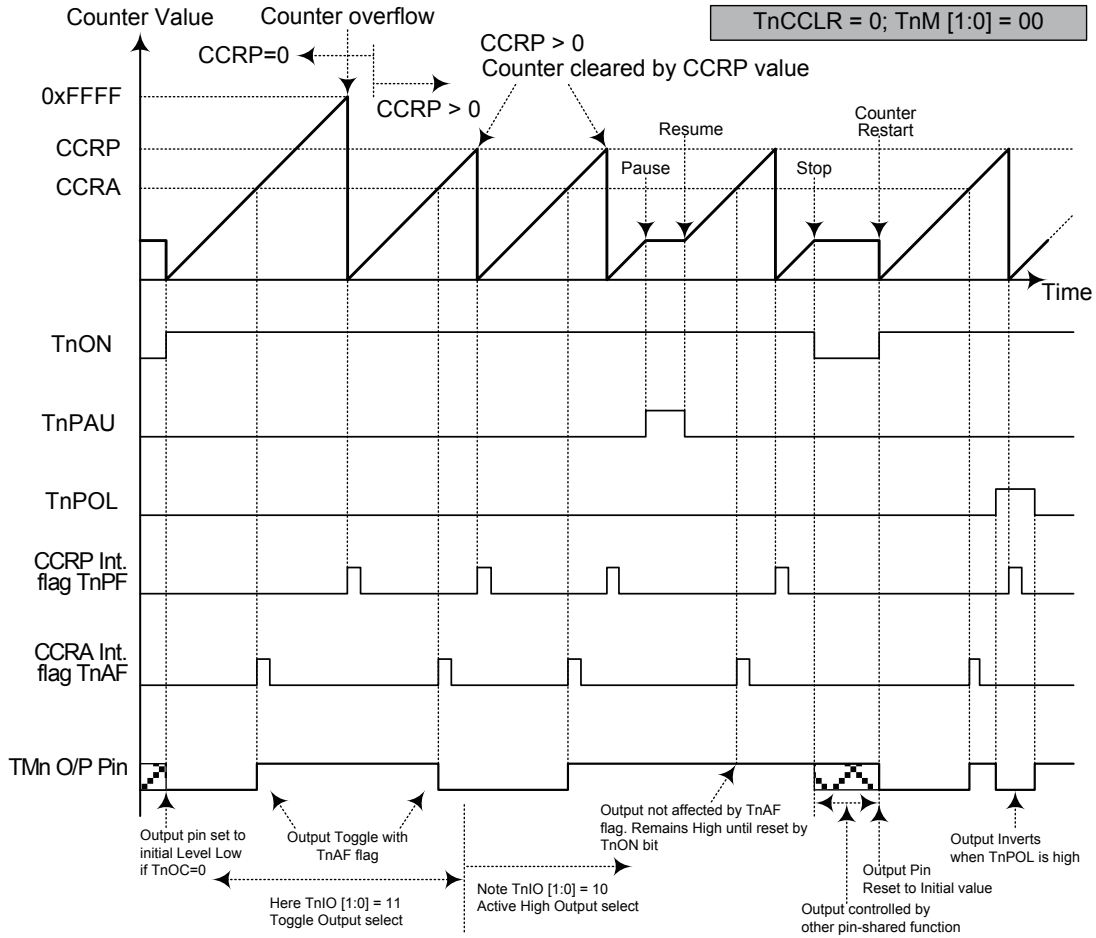 Counter Value
Counter overflow
TnCCLR = 0; TnM [1:0] = 00
CCRP=0
CCRP > 0
CCRP > 0
Counter cleared by CCRP value
0xFFFF
CCRP
CCRA
Pause
Resume
Stop
Counter
Restart
Time
TnON
TnPAU
TnPOL
CCRP Int.
flag TnPF
CCRA Int.
flag TnAF
TMn O/P Pin
Output pin set to
initial Level Low
if TnOC=0
Output Toggle with
TnAF flag
Output not affected by TnAF
flag. Remains High until reset by
TnON bit
Output Inverts
when TnPOL is high
Output Pin
Reset to Initial value
Here TnIO [1:0] = 11
Toggle Output select
Note TnIO [1:0] = 10
Active High Output select
Output controlled by
other pin-shared function